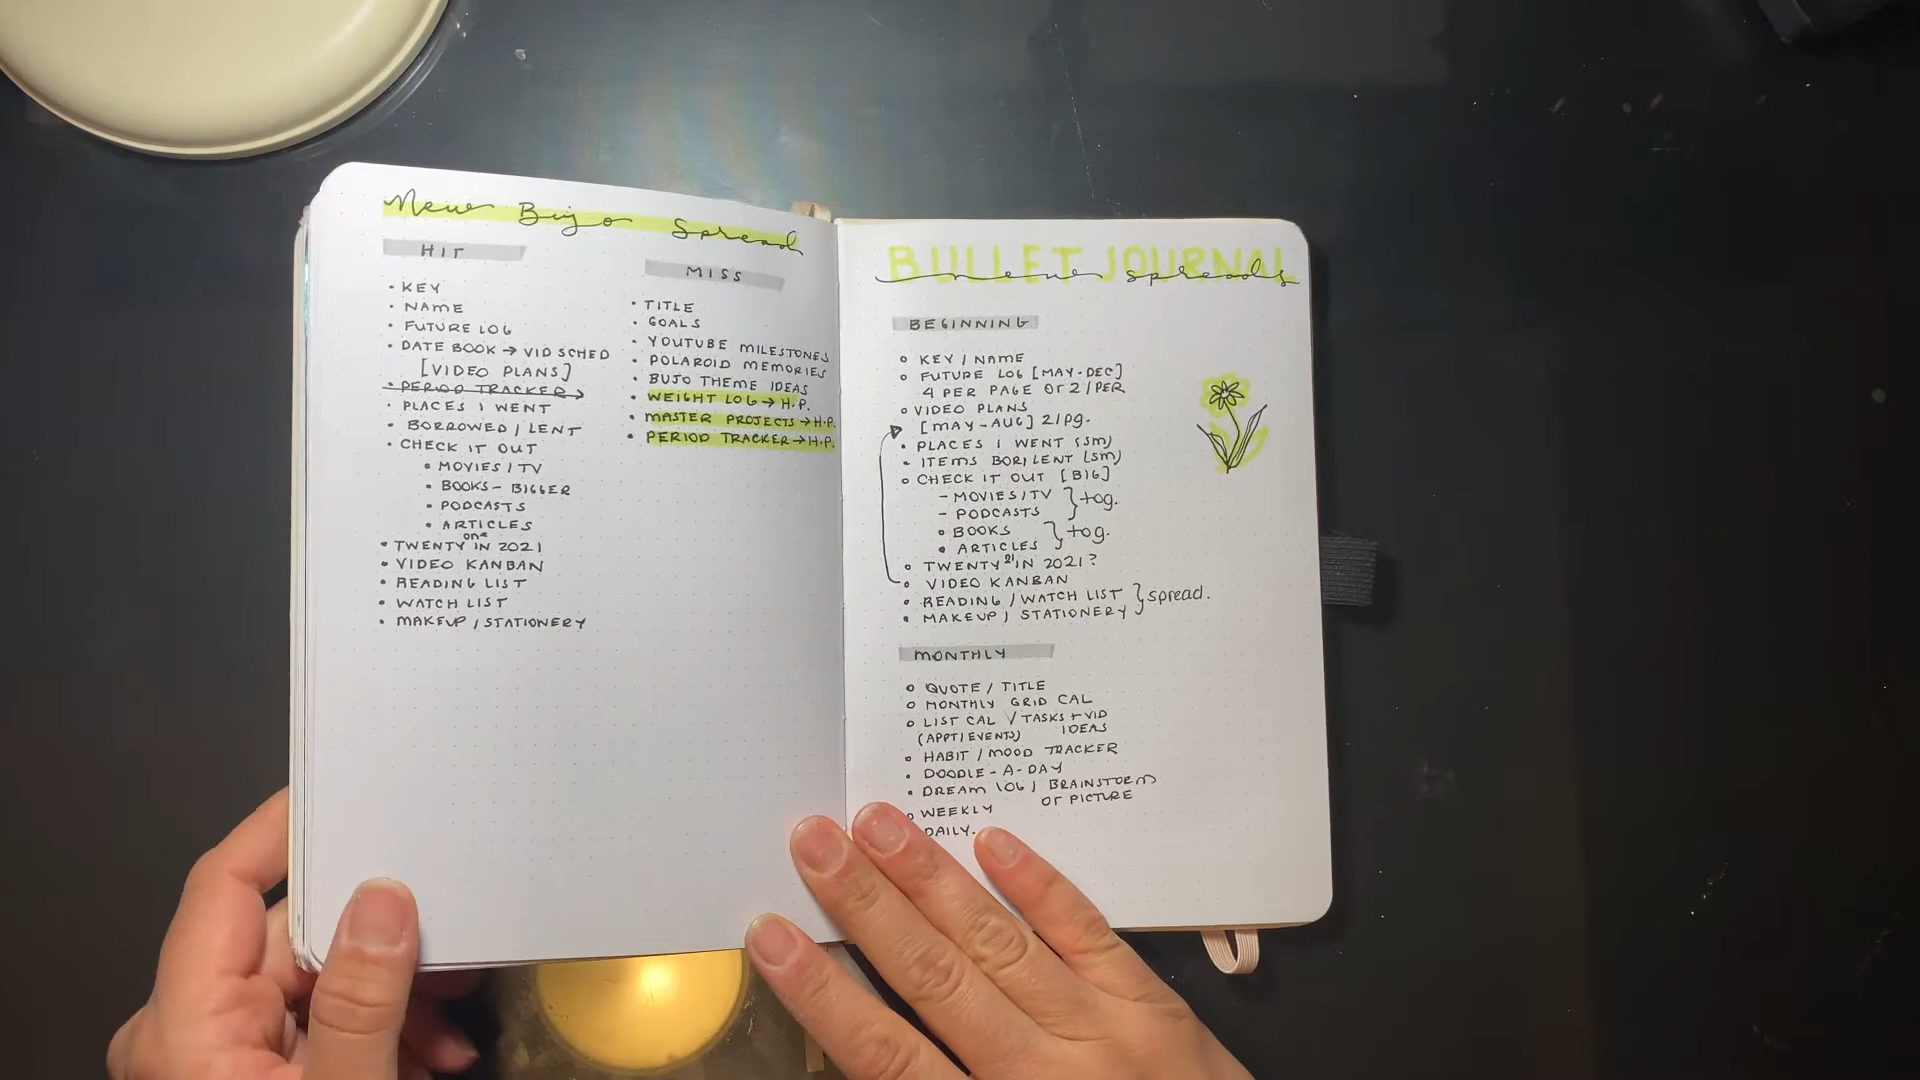 New Bujo Spread
HIT
• KEY
• NAME
• FUTURE LOG
• DATE BOOK → VID SCHED
[VIDEO PLANS]
• PERIOD TRACKER
• PLACES I WENT
• BORROWED / LENT
• CHECK IT OUT
• MOVIES / TV
• BOOKS - BIGGER
• PODCASTS
• ARTICLES
one
• TWENTY IN 2021
• VIDEO KANBAN
• READING LIST
• WATCH LIST
• MAKEUP / STATIONERY
MISS
• TITLE
• GOALS
• YOUTUBE MILESTONES
• POLAROID MEMORIES
• BUJO THEME IDEAS
• WEIGHT LOG → H.P.
• MASTER PROJECTS → H.P.
• PERIOD TRACKER → H.P.
BULLET JOURNAL
new spreads
BEGINNING
○ KEY / NAME
○ FUTURE LOG [MAY-DEC]
4 PER PAGE or 2 / PER
○ VIDEO PLANS
[MAY-AUG] 2/pg.
• PLACES I WENT (SM)
• ITEMS BOR/LENT (SM)
○ CHECK IT OUT [BIG]
- MOVIES / TV } tog.
- PODCASTS
• BOOKS } tog.
• ARTICLES
○ TWENTY 21 IN 2021?
○ VIDEO KANBAN
• READING / WATCH LIST } spread.
• MAKEUP / STATIONERY
MONTHLY
○ QUOTE / TITLE
○ MONTHLY GRID CAL
○ LIST CAL / TASKS + VID
(APPT/EVENTS) IDEAS
○ HABIT / MOOD TRACKER
• DOODLE-A-DAY
• DREAM LOG / BRAINSTORM
or PICTURE
○ WEEKLY
DAILY.